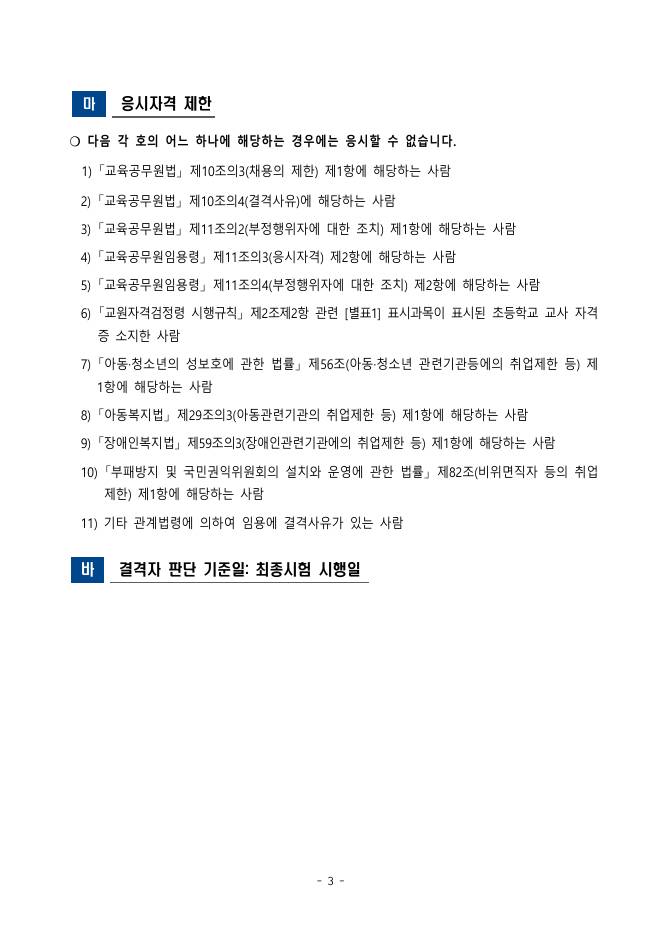 마 응시자격 제한
❍ 다음 각 호의 어느 하나에 해당하는 경우에는 응시할 수 없습니다.
1)「교육공무원법」제10조의3(채용의 제한) 제1항에 해당하는 사람
2)「교육공무원법」제10조의4(결격사유)에 해당하는 사람
3)「교육공무원법」제11조의2(부정행위자에 대한 조치) 제1항에 해당하는 사람
4)「교육공무원임용령」제11조의3(응시자격) 제2항에 해당하는 사람
5)「교육공무원임용령」제11조의4(부정행위자에 대한 조치) 제2항에 해당하는 사람
6)「교원자격검정령 시행규칙」제2조제2항 관련 [별표1] 표시과목이 표시된 초등학교 교사 자격
증 소지한 사람
7)「아동·청소년의 성보호에 관한 법률」제56조(아동·청소년 관련기관등에의 취업제한 등) 제
1항에 해당하는 사람
8)「아동복지법」제29조의3(아동관련기관의 취업제한 등) 제1항에 해당하는 사람
9)「장애인복지법」제59조의3(장애인관련기관에의 취업제한 등) 제1항에 해당하는 사람
10)「부패방지 및 국민권익위원회의 설치와 운영에 관한 법률」제82조(비위면직자 등의 취업
제한) 제1항에 해당하는 사람
11) 기타 관계법령에 의하여 임용에 결격사유가 있는 사람
바 결격자 판단 기준일: 최종시험 시행일
- 3 -